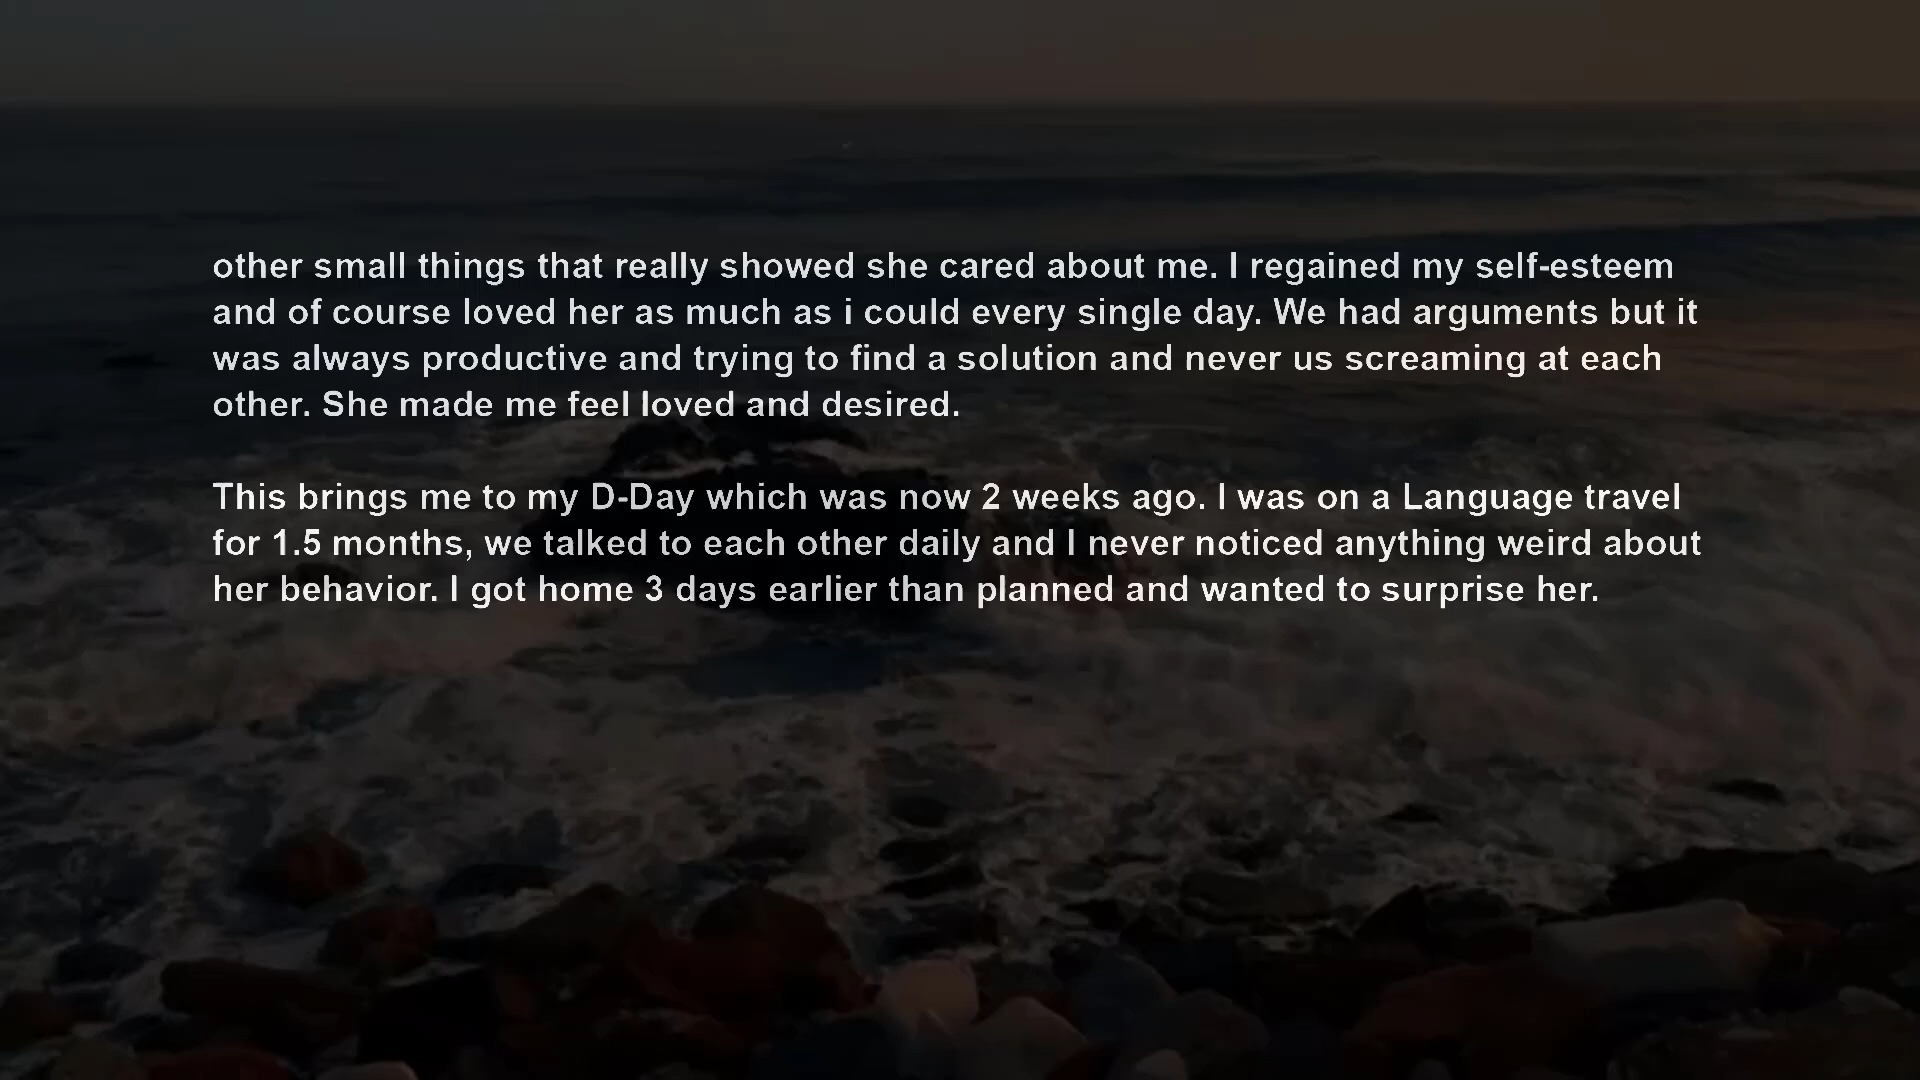 other small things that really showed she cared about me. I regained my self-esteem
and of course loved her as much as i could every single day. We had arguments but it
was always productive and trying to find a solution and never us screaming at each
other. She made me feel loved and desired.
This brings me to my D-Day which was now 2 weeks ago. I was on a Language travel
for 1.5 months, we talked to each other daily and I never noticed anything weird about
her behavior. I got home 3 days earlier than planned and wanted to surprise her.